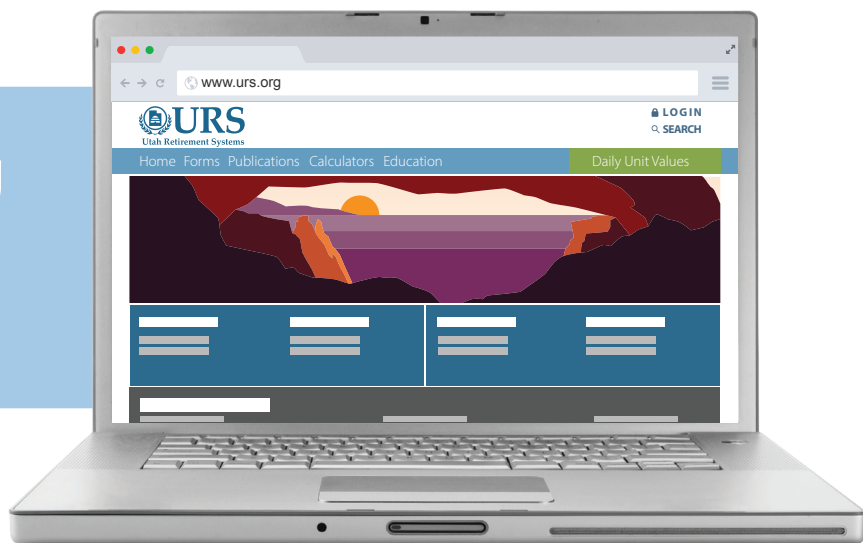 www.urs.org
URS
Utah Retirement Systems
LOGIN
SEARCH
Home Forms Publications Calculators Education
Daily Unit Values